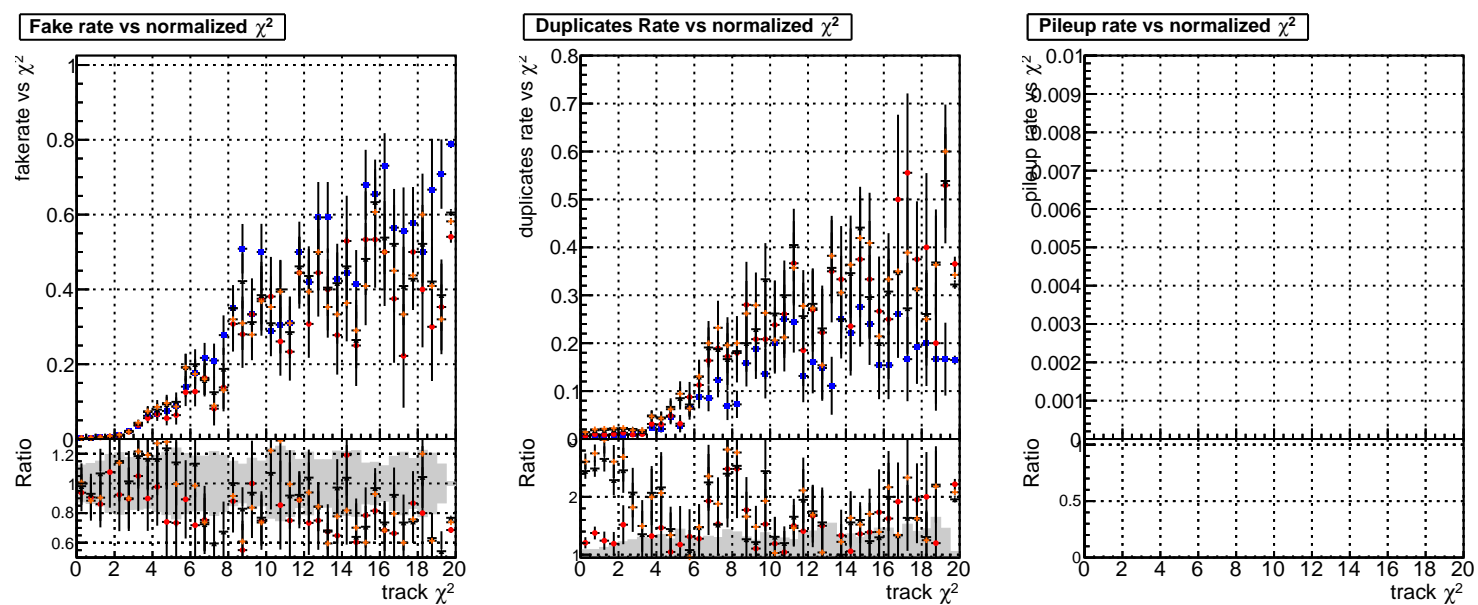 Fake rate vs normalized χ²
fakerate vs χ²
1
0.8
0.6
0.4
0.2
0
Ratio
1.2
1
0.8
0.6
0 2 4 6 8 10 12 14 16 18 20
track χ²
Duplicates Rate vs normalized χ²
duplicates rate vs χ²
0.8
0.7
0.6
0.5
0.4
0.3
0.2
0.1
0
Ratio
2
1
0 2 4 6 8 10 12 14 16 18 20
track χ²
Pileup rate vs normalized χ²
pileup rate vs χ²
0.01
0.009
0.008
0.007
0.006
0.005
0.004
0.003
0.002
0.001
0
Ratio
1
0.5
0
0 2 4 6 8 10 12 14 16 18 20
track χ²